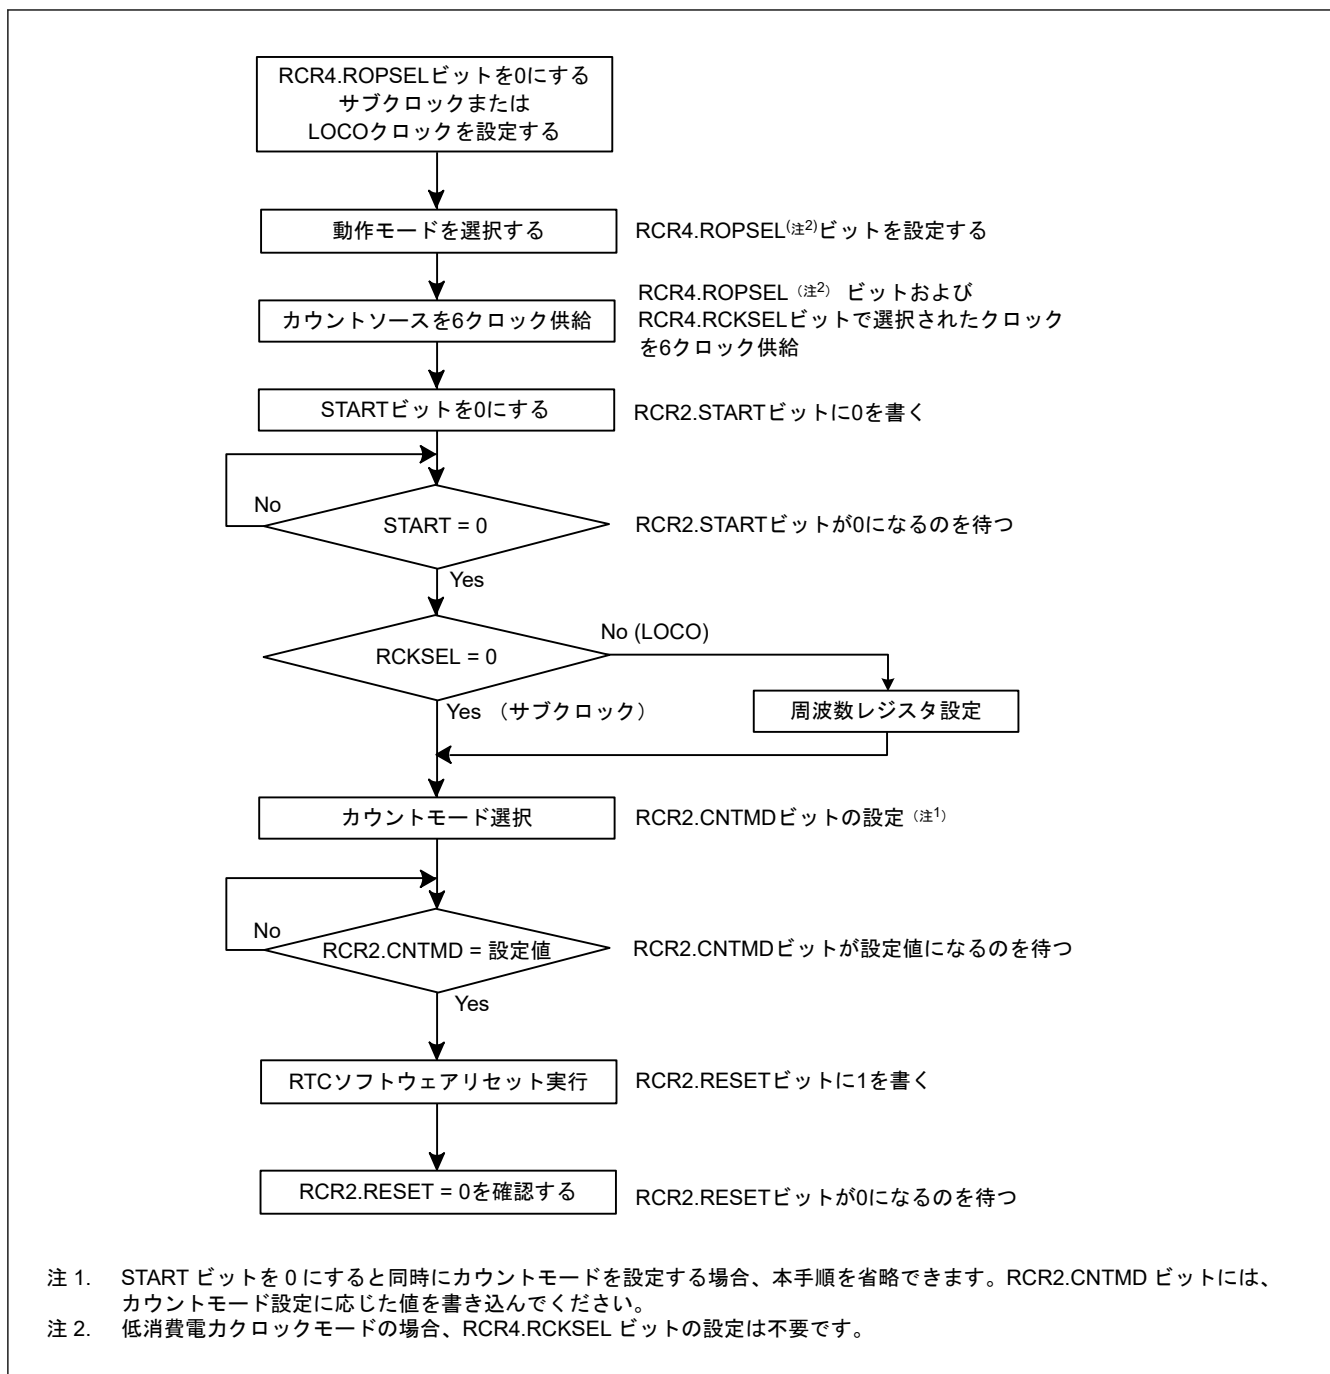 RCR4.ROPSELビットを0にする
サブクロックまたは
LOCOクロックを設定する
動作モードを選択する
RCR4.ROPSEL(注2)ビットを設定する
カウントソースを6クロック供給
RCR4.ROPSEL（注2） ビットおよび
RCR4.RCKSELビットで選択されたクロック
を6クロック供給
STARTビットを0にする
RCR2.STARTビットに0を書く
No
START = 0
RCR2.STARTビットが0になるのを待つ
Yes
No (LOCO)
RCKSEL = 0
Yes （サブクロック）
周波数レジスタ設定
カウントモード選択
RCR2.CNTMDビットの設定（注1）
No
RCR2.CNTMD = 設定値
RCR2.CNTMDビットが設定値になるのを待つ
Yes
RTCソフトウェアリセット実行
RCR2.RESETビットに1を書く
RCR2.RESET = 0を確認する
RCR2.RESETビットが0になるのを待つ
注 1. START ビットを 0 にすると同時にカウントモードを設定する場合、本手順を省略できます。RCR2.CNTMD ビットには、
カウントモード設定に応じた値を書き込んでください。
注 2. 低消費電力クロックモードの場合、RCR4.RCKSEL ビットの設定は不要です。